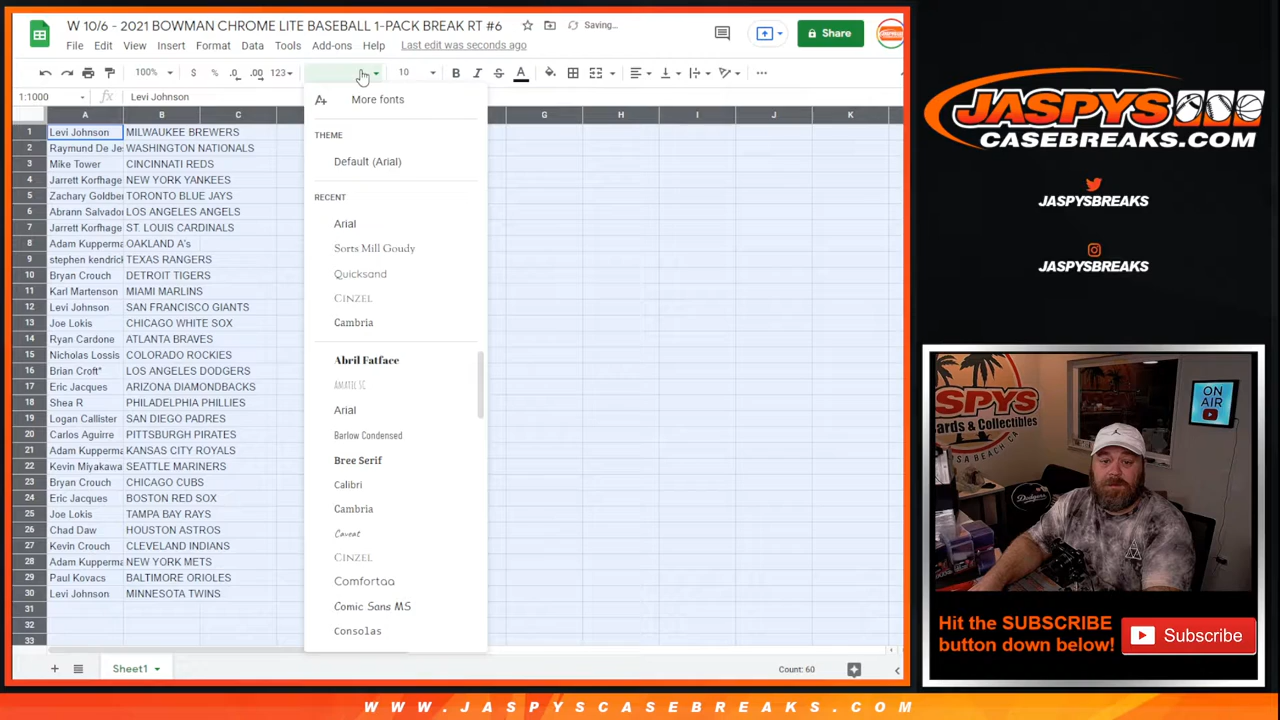 W 10/6 - 2021 BOWMAN CHROME LITE BASEBALL 1-PACK BREAK RT #6
Saving...
File Edit View Insert Format Data Tools Add-ons Help Last edit was seconds ago
Share
100% $ % .0 .00 123 10 B I S A
1:1000 fx Levi Johnson
A B C G H I J K
1 Levi Johnson MILWAUKEE BREWERS
2 Raymund De Je WASHINGTON NATIONALS
3 Mike Tower CINCINNATI REDS
4 Jarrett Korfhage NEW YORK YANKEES
5 Zachary Goldber TORONTO BLUE JAYS
6 Abrann Salvador LOS ANGELES ANGELS
7 Jarrett Korfhage ST. LOUIS CARDINALS
8 Adam Kupperma OAKLAND A's
9 stephen kendrick TEXAS RANGERS
10 Bryan Crouch DETROIT TIGERS
11 Karl Martenson MIAMI MARLINS
12 Levi Johnson SAN FRANCISCO GIANTS
13 Joe Lokis CHICAGO WHITE SOX
14 Ryan Cardone ATLANTA BRAVES
15 Nicholas Lossis COLORADO ROCKIES
16 Brian Croft* LOS ANGELES DODGERS
17 Eric Jacques ARIZONA DIAMONDBACKS
18 Shea R PHILADELPHIA PHILLIES
19 Logan Callister SAN DIEGO PADRES
20 Carlos Aguirre PITTSBURGH PIRATES
21 Adam Kupperma KANSAS CITY ROYALS
22 Kevin Miyakawa SEATTLE MARINERS
23 Bryan Crouch CHICAGO CUBS
24 Eric Jacques BOSTON RED SOX
25 Joe Lokis TAMPA BAY RAYS
26 Chad Daw HOUSTON ASTROS
27 Kevin Crouch CLEVELAND INDIANS
28 Adam Kupperma NEW YORK METS
29 Paul Kovacs BALTIMORE ORIOLES
30 Levi Johnson MINNESOTA TWINS
31
32
33
More fonts
THEME
Default (Arial)
RECENT
Arial
Sorts Mill Goudy
Quicksand
CINZEL
Cambria
Abril Fatface
AMATIC SC
Arial
Barlow Condensed
Bree Serif
Calibri
Cambria
Caveat
CINZEL
Comfortaa
Comic Sans MS
Consolas
Sheet1
Count: 60
JASPYS
CASEBREAKS.COM
JASPYSBREAKS
JASPYSBREAKS
SPYS
ards & Collectibles
SA BEACH CA
Dodgers
ON
AIR
Hit the SUBSCRIBE
button down below!
Subscribe
WWW.JASPYSCASEBREAKS.COM